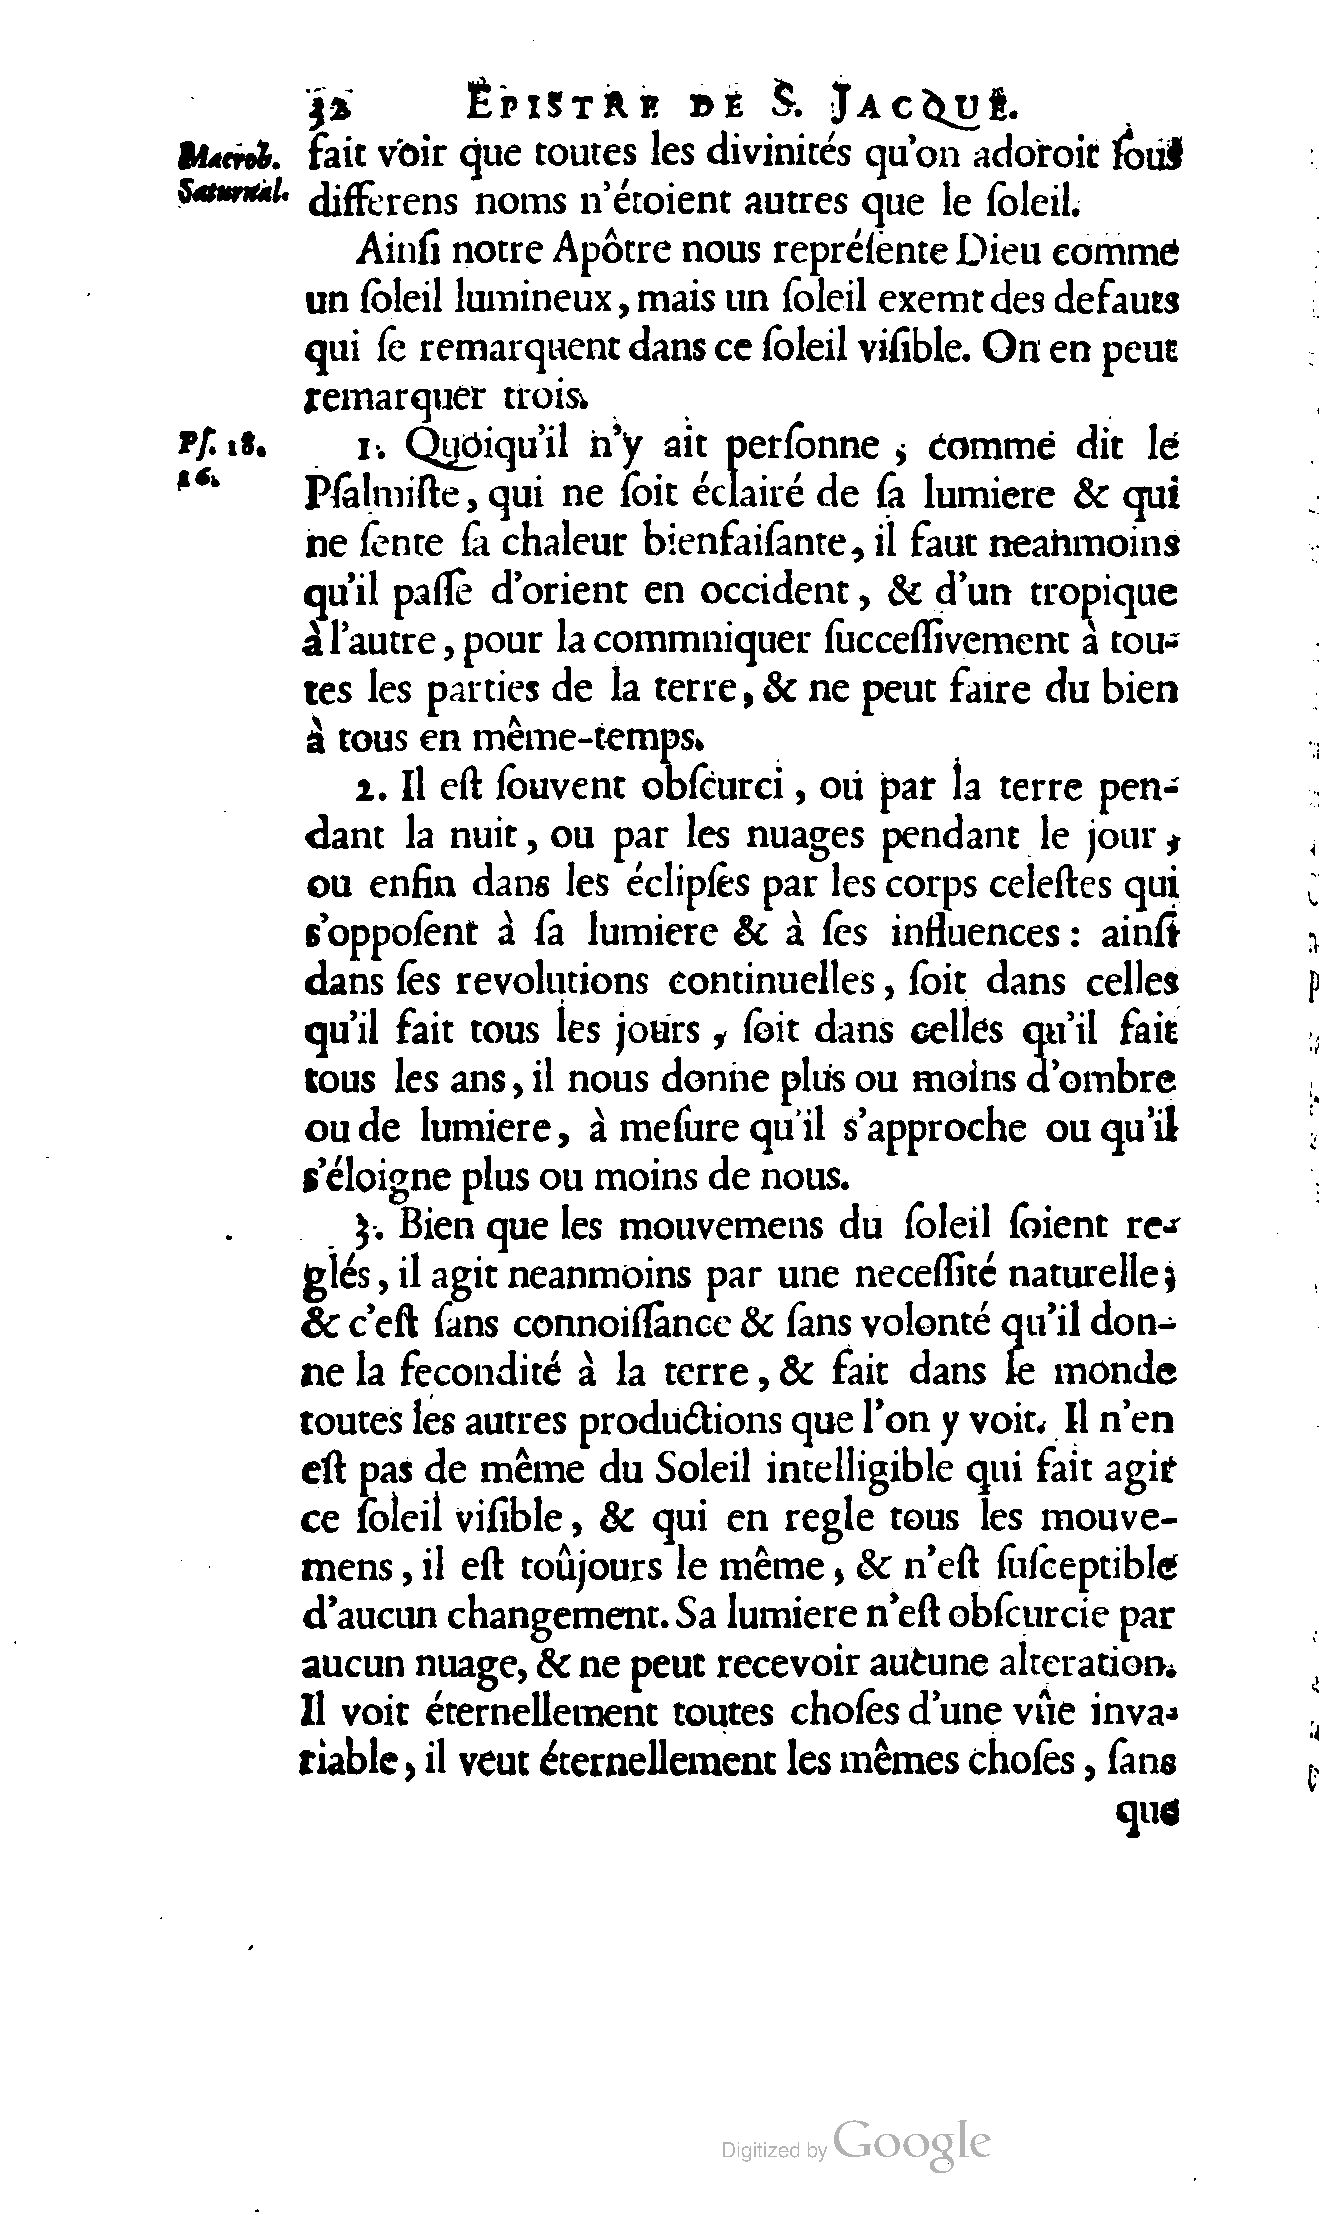 32 EPISTRE DE S. JACQUE.
Macrob. fait voir que toutes les divinités qu'on adoroit ſous
Saturnal. differens noms n'étoient autres que le ſoleil.
Ainſi notre Apôtre nous repréſente Dieu comme
un ſoleil lumineux, mais un ſoleil exemt des defauts
qui ſe remarquent dans ce ſoleil viſible. On en peut
remarquer trois.
Pſ. 18. 1. Quoiqu'il n'y ait perſonne, comme dit le
16. Pſalmiſte, qui ne ſoit éclairé de ſa lumiere & qui
ne ſente ſa chaleur bienfaiſante, il faut neanmoins
qu'il paſſe d'orient en occident, & d'un tropique
à l'autre, pour la commniquer ſucceſſivement à tou-
tes les parties de la terre, & ne peut faire du bien
à tous en même-temps.
2. Il eſt ſouvent obſcurci, ou par la terre pen-
dant la nuit, ou par les nuages pendant le jour,
ou enfin dans les éclipſes par les corps celeſtes qui
s'oppoſent à ſa lumiere & à ſes influences : ainſi
dans ſes revolutions continuelles, ſoit dans celles
qu'il fait tous les jours, ſoit dans celles qu'il fait
tous les ans, il nous donne plus ou moins d'ombre
ou de lumiere, à meſure qu'il s'approche ou qu'il
s'éloigne plus ou moins de nous.
3. Bien que les mouvemens du ſoleil ſoient re-
glés, il agit neanmoins par une neceſſité naturelle;
& c'eſt ſans connoiſſance & ſans volonté qu'il don-
ne la fecondité à la terre, & fait dans le monde
toutes les autres productions que l'on y voit. Il n'en
eſt pas de même du Soleil intelligible qui fait agir
ce ſoleil viſible, & qui en regle tous les mouve-
mens, il eſt toûjours le même, & n'eſt ſuſceptible
d'aucun changement. Sa lumiere n'eſt obſcurcie par
aucun nuage, & ne peut recevoir aucune alteration.
Il voit éternellement toutes choſes d'une vûe inva-
riable, il veut éternellement les mêmes choſes, ſans
que
Digitized by Google